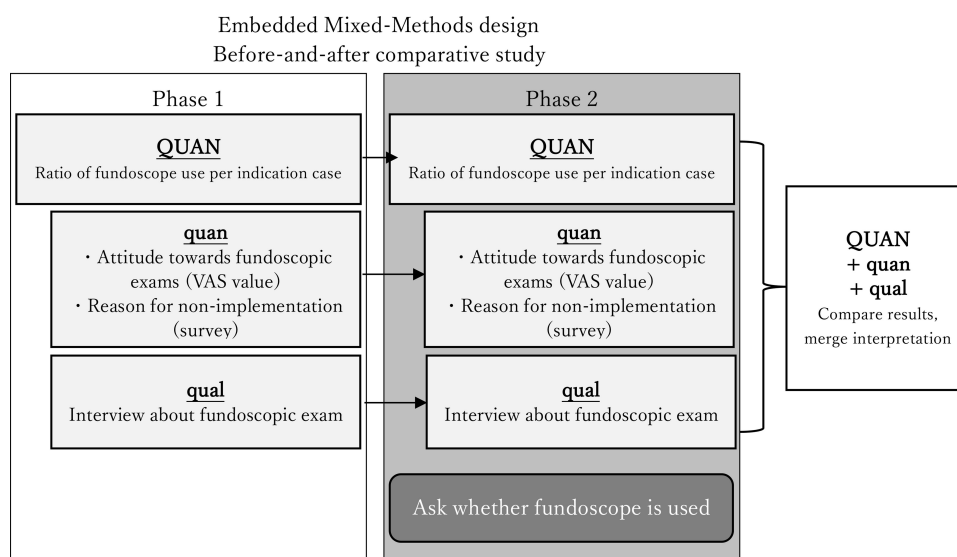 Embedded Mixed-Methods design
Before-and-after comparative study
Phase 1
QUAN
Ratio of fundoscope use per indication case
quan
・Attitude towards fundoscopic
exams (VAS value)
・Reason for non-implementation
(survey)
qual
Interview about fundoscopic exam
Phase 2
QUAN
Ratio of fundoscope use per indication case
quan
・Attitude towards fundoscopic
exams (VAS value)
・Reason for non-implementation
(survey)
qual
Interview about fundoscopic exam
Ask whether fundoscope is used
QUAN
+ quan
+ qual
Compare results,
merge interpretation